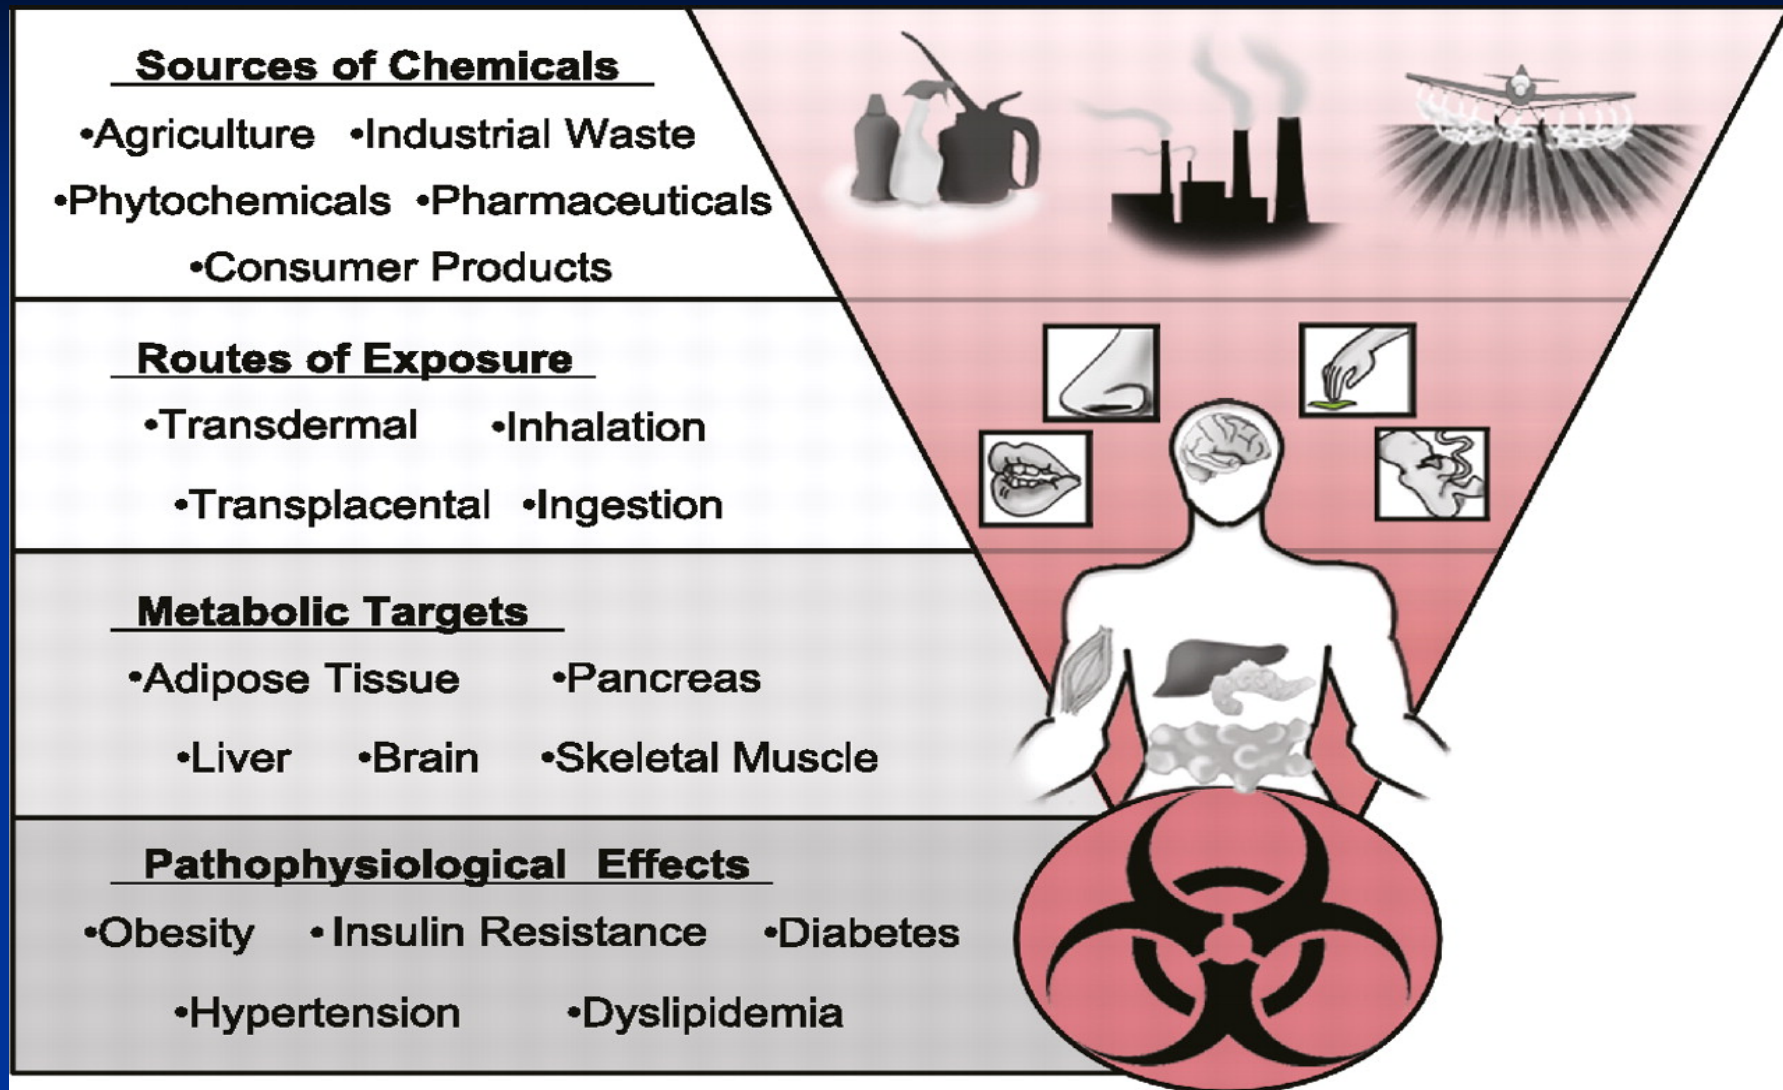 Sources of Chemicals
•Agriculture •Industrial Waste
•Phytochemicals •Pharmaceuticals
•Consumer Products
Routes of Exposure
•Transdermal •Inhalation
•Transplacental •Ingestion
Metabolic Targets
•Adipose Tissue •Pancreas
•Liver •Brain •Skeletal Muscle
Pathophysiological Effects
•Obesity •Insulin Resistance •Diabetes
•Hypertension •Dyslipidemia